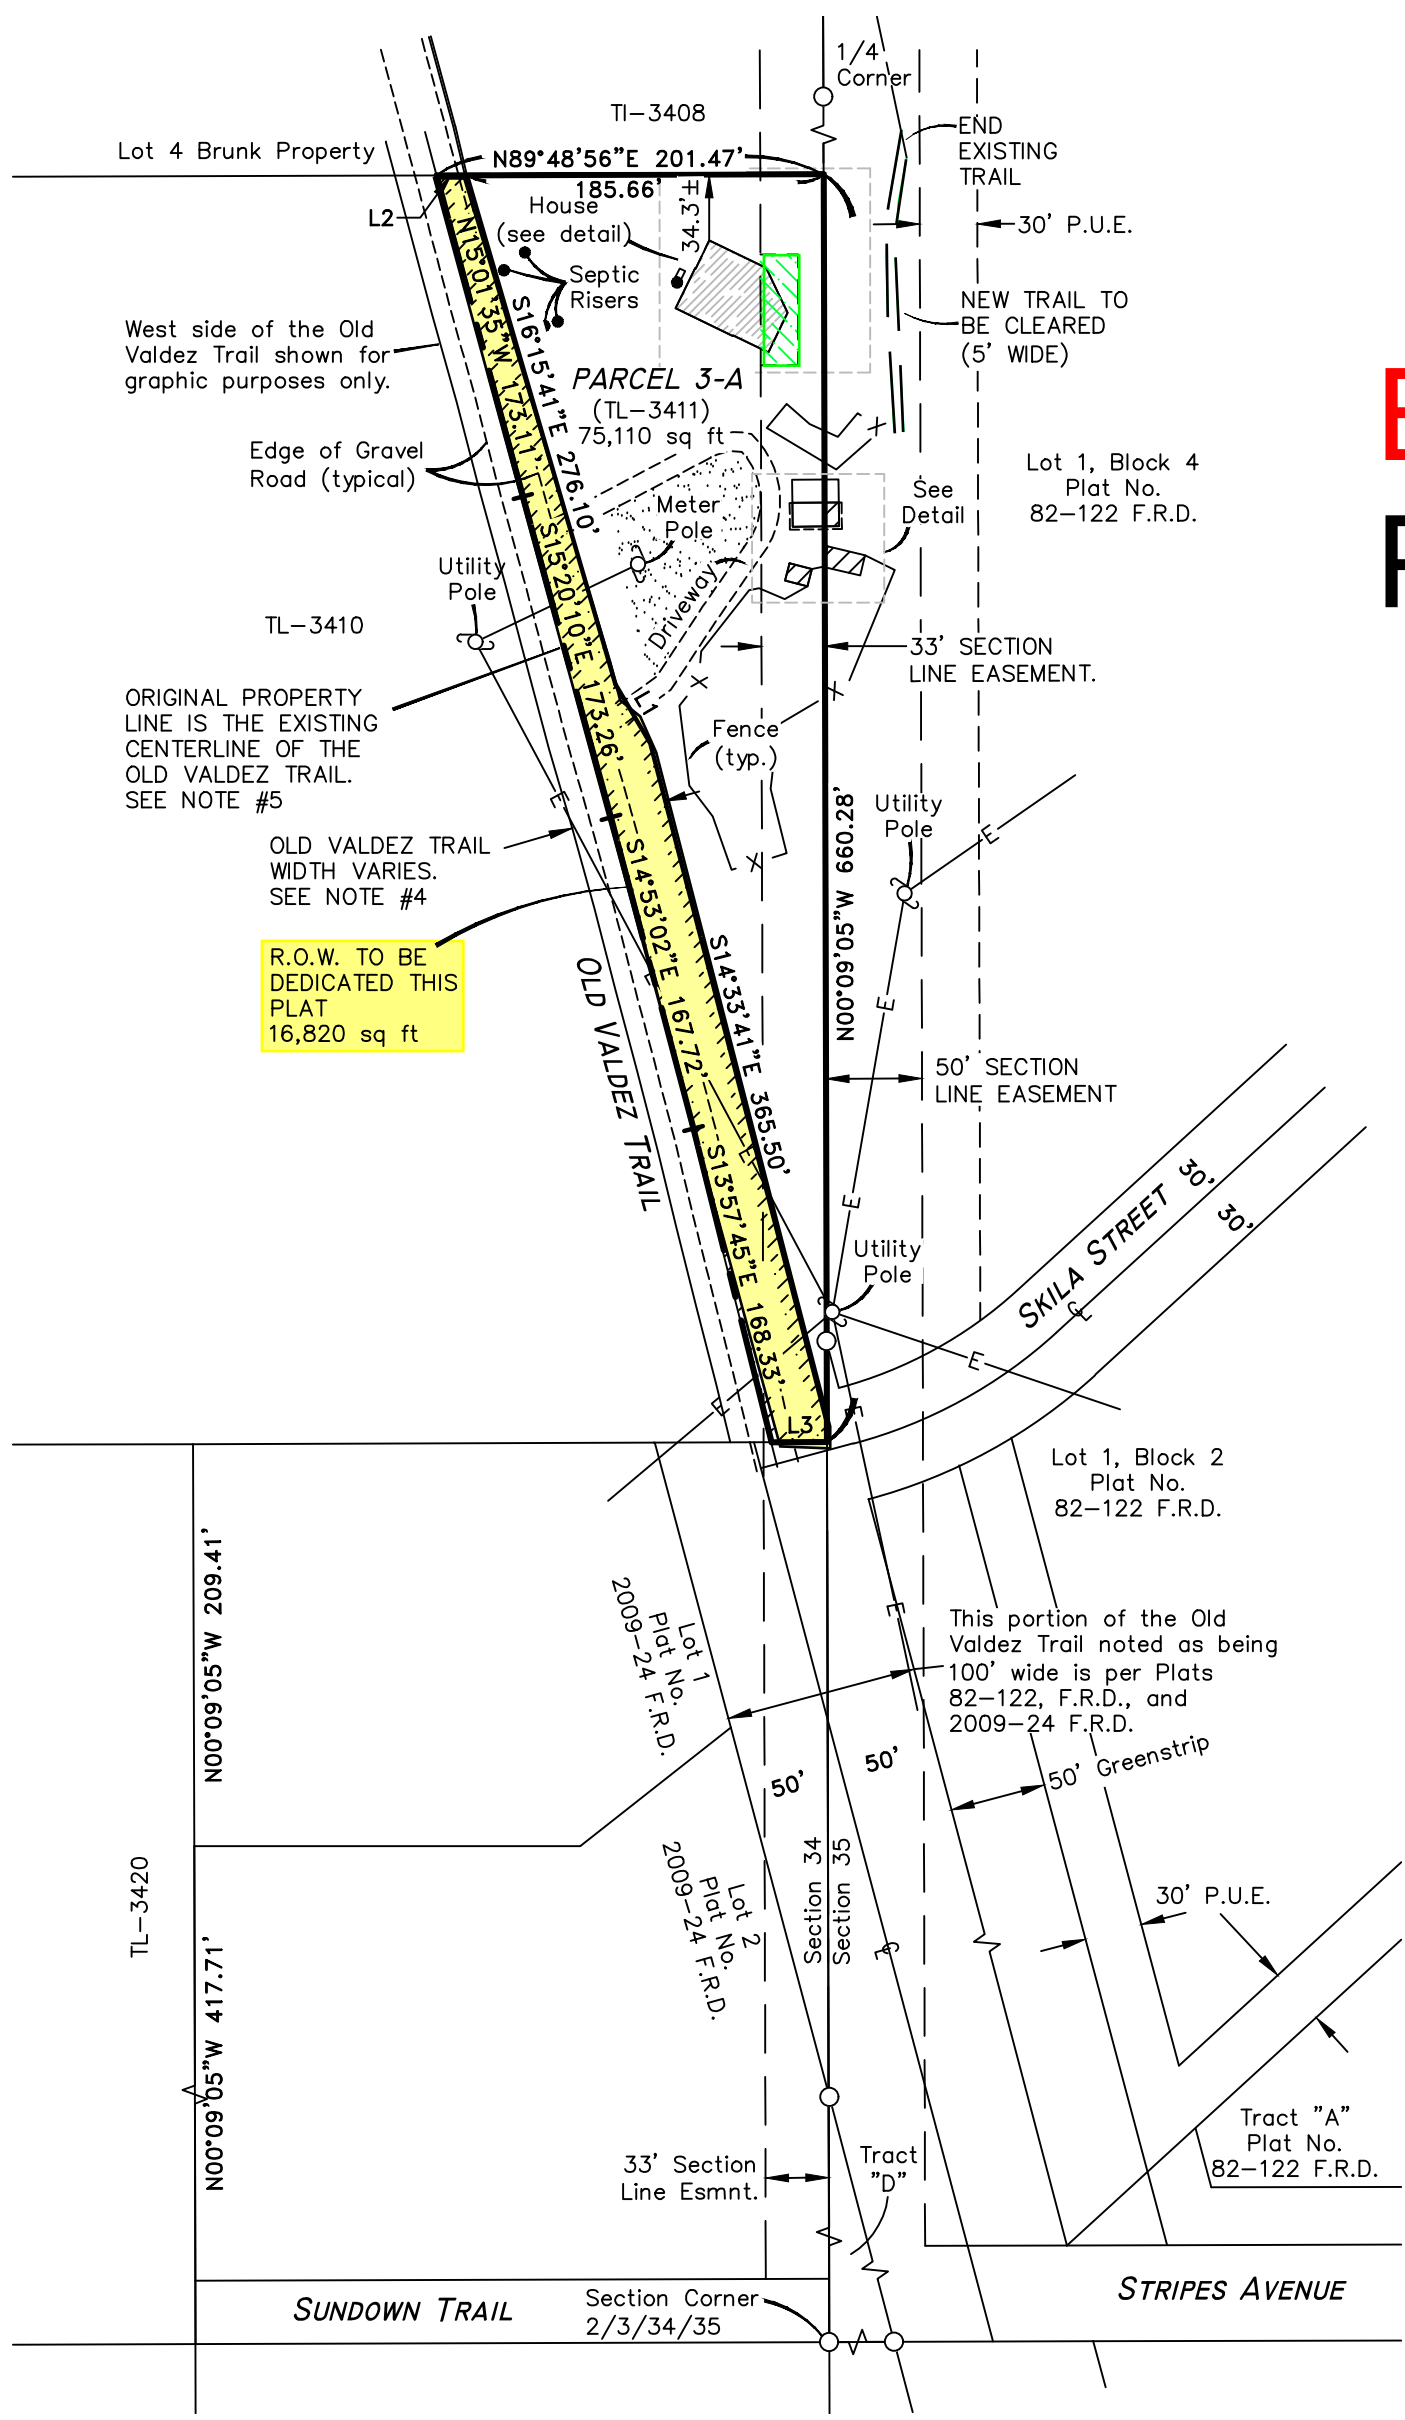 1/4
Corner
TI-3408
END
EXISTING
TRAIL
Lot 4 Brunk Property
N89°48'56"E 201.47'
185.66'
L2
House
(see detail)
34.3'±
30' P.U.E.
Septic
Risers
N15°01'35"W 173.11'
S16°15'41"E 276.10'
NEW TRAIL TO
BE CLEARED
(5' WIDE)
West side of the Old
Valdez Trail shown for
graphic purposes only.
PARCEL 3-A
(TL-3411)
75,110 sq ft
X
Edge of Gravel
Road (typical)
Lot 1, Block 4
Plat No.
82-122 F.R.D.
See
Detail
Meter
Pole
Utility
Pole
S15°20'10"E 173.26'
Driveway
TL-3410
33' SECTION
LINE EASEMENT.
L1
X
X
ORIGINAL PROPERTY
LINE IS THE EXISTING
CENTERLINE OF THE
OLD VALDEZ TRAIL.
SEE NOTE #5
Fence
(typ.)
E
N00°09'05"W 660.28'
Utility
Pole
E
OLD VALDEZ TRAIL
WIDTH VARIES.
SEE NOTE #4
X
S14°53'02"E 167.72'
R.O.W. TO BE
DEDICATED THIS
PLAT
16,820 sq ft
OLD VALDEZ TRAIL
S14°33'41"E 365.50'
E
E
50' SECTION
LINE EASEMENT
E
S13°57'45"E 168.33'
E
SKILA STREET
30'
30'
Utility
Pole
E
E
E
L3
Lot 1, Block 2
Plat No.
82-122 F.R.D.
N00°09'05"W 209.41'
Lot 1
Plat No.
2009-24 F.R.D.
E
This portion of the Old
Valdez Trail noted as being
100' wide is per Plats
82-122, F.R.D., and
2009-24 F.R.D.
50'
50'
50' Greenstrip
Lot 2
Plat No.
2009-24 F.R.D.
Section 34
Section 35
TL-3420
30' P.U.E.
N00°09'05"W 417.71'
Tract "A"
Plat No.
82-122 F.R.D.
33' Section
Line Esmnt.
Tract
"D"
SUNDOWN TRAIL
Section Corner
2/3/34/35
STRIPES AVENUE